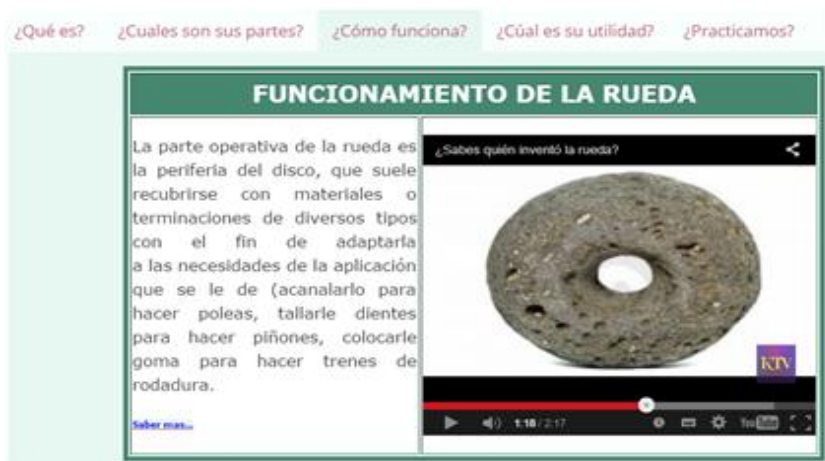 ¿Qué es? ¿Cuales son sus partes? ¿Cómo funciona? ¿Cúal es su utilidad? ¿Practicamos?
FUNCIONAMIENTO DE LA RUEDA
La parte operativa de la rueda es
la periferia del disco, que suele
recubrirse con materiales o
terminaciones de diversos tipos
con el fin de adaptarla
a las necesidades de la aplicación
que se le de (acanalarlo para
hacer poleas, tallarle dientes
para hacer piñones, colocarle
goma para hacer trenes de
rodadura.
Saber mas...
¿Sabes quién inventó la rueda?
KTV
1:18 / 2:17
YouTube